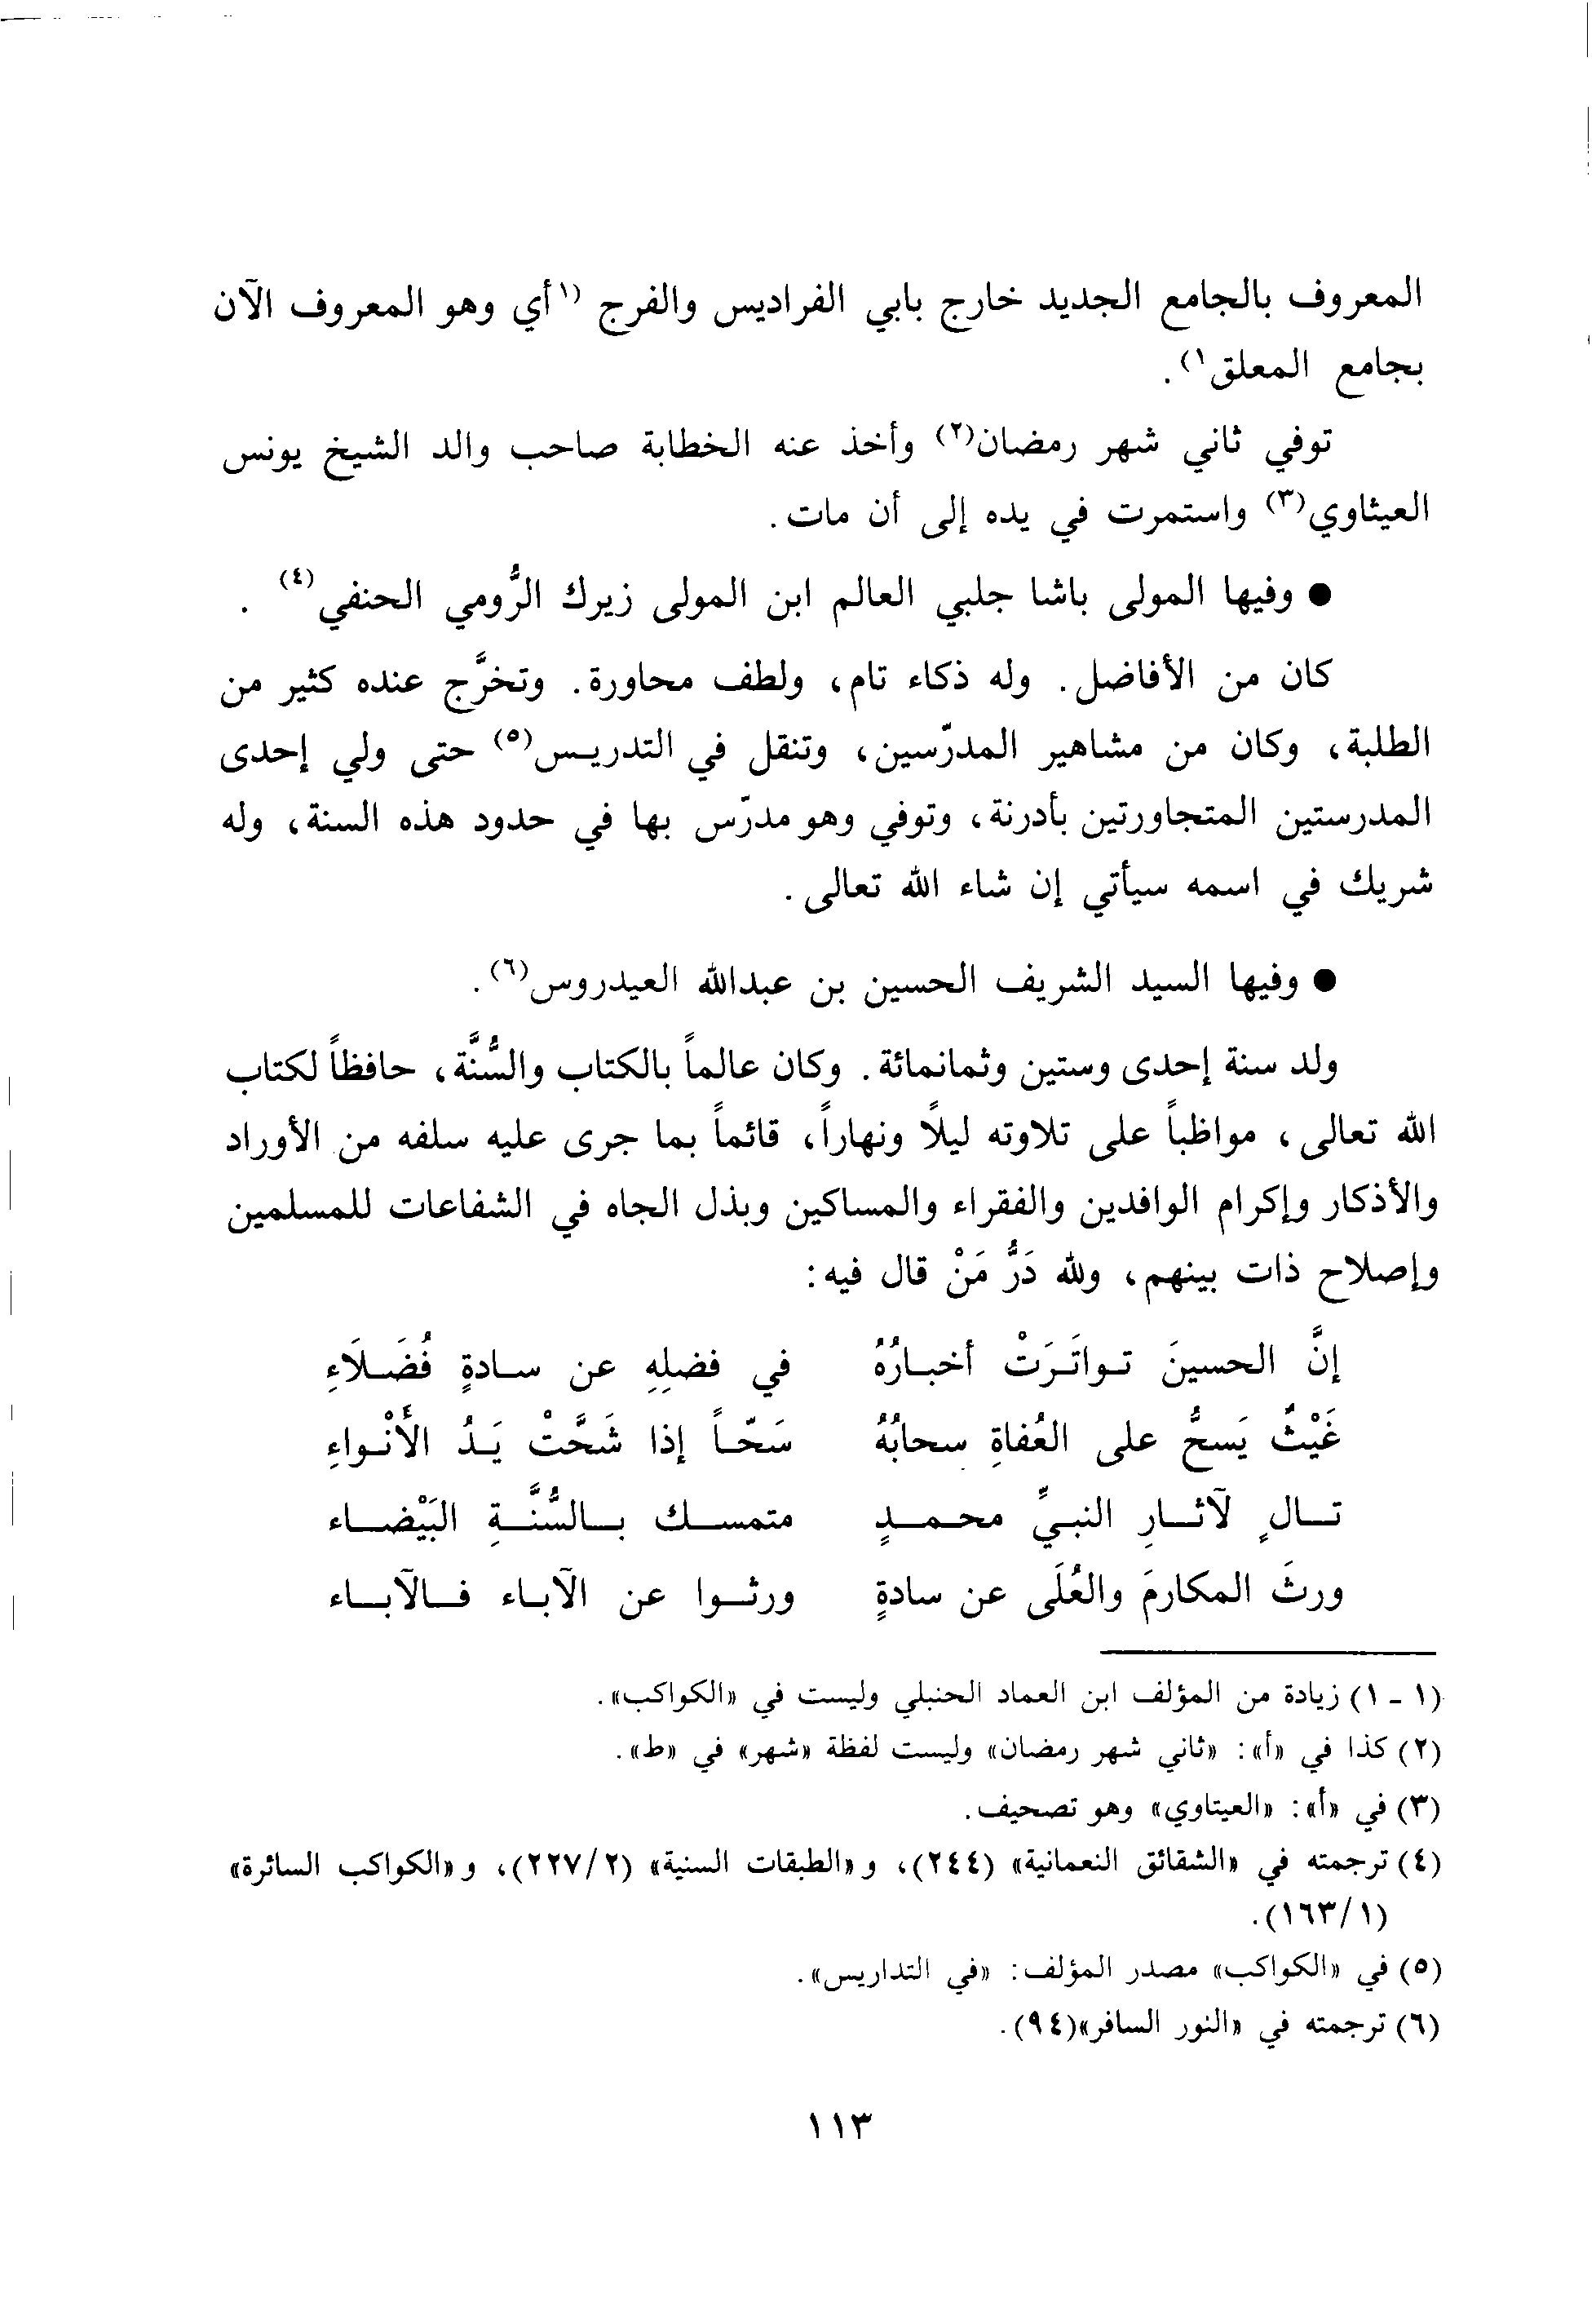 المعروف بالجامع الجديد خارج بابي الفراديس والفرج (١أي وهو المعروف الآن
بجامع المعلق١).
توفي ثاني شهر رمضان(٢) وأخذ عنه الخطابة صاحب والد الشيخ يونس
العيثاوي(٣) واستمرت في يده إلى أن مات.
● وفيها المولى باشا جلبي العالم ابن المولى زيرك الرُّومي الحنفي(٤) .
كان من الأفاضل. وله ذكاء تام، ولطف محاورة. وتخرَّج عنده كثير من
الطلبة، وكان من مشاهير المدرّسين، وتنقل في التدريس(٥) حتى ولي إحدى
المدرستين المتجاورتين بأدرنة، وتوفي وهو مدرّس بها في حدود هذه السنة، وله
شريك في اسمه سيأتي إن شاء الله تعالى.
● وفيها السيد الشريف الحسين بن عبدالله العيدروس(٦).
ولد سنة إحدى وستين وثمانمائة. وكان عالماً بالكتاب والسُّنَّة، حافظاً لكتاب
الله تعالى، مواظباً على تلاوته ليلًا ونهاراً، قائماً بما جرى عليه سلفه من الأوراد
والأذكار وإكرام الوافدين والفقراء والمساكين وبذل الجاه في الشفاعات للمسلمين
وإصلاح ذات بينهم، ولله دَرُّ مَنْ قال فيه:
إنَّ الحسينَ تواتَرَتْ أخبارُهُ في فضلِهِ عن سادةٍ فُضَلَاءِ
غَيْثٌ يَسحُّ على العُفاةِ سحابُهُ سَحّاً إذا شَحَّتْ يَدُ الأَنْواءِ
تالٍ لآثارِ النبيِّ محمدٍ متمسك بالسُّنَّةِ البَيْضاء
ورثَ المكارمَ والعُلَى عن سادةٍ ورثوا عن الآباء فالآباء
(١ - ١) زيادة من المؤلف ابن العماد الحنبلي وليست في «الكواكب».
(٢) كذا في «أ»: «ثاني شهر رمضان» وليست لفظة «شهر» في «ط».
(٣) في «أ»: «العيتاوي» وهو تصحيف.
(٤) ترجمته في «الشقائق النعمانية» (٢٤٤)، و«الطبقات السنية» (٢/ ٢٢٧)، و«الكواكب السائرة»
(١/ ١٦٣).
(٥) في «الكواكب» مصدر المؤلف: «في التداريس».
(٦) ترجمته في «النور السافر»(٩٤).
١١٣